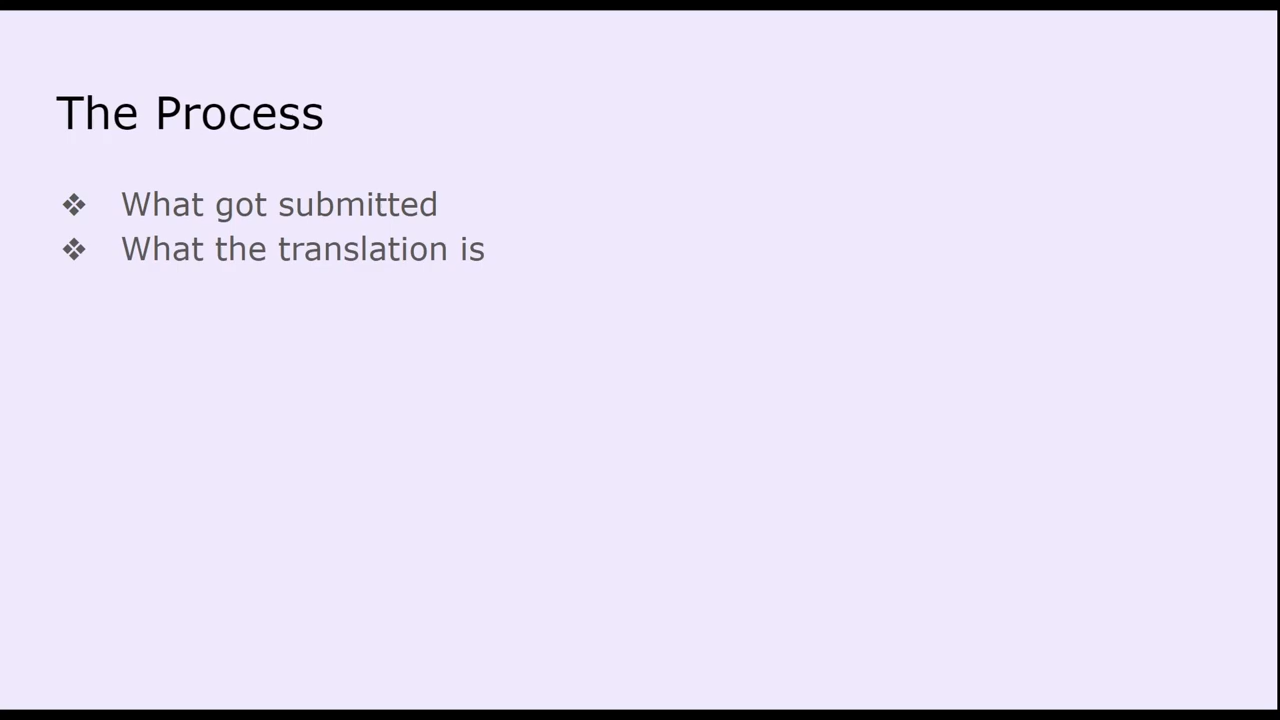 The Process
❖ What got submitted
❖ What the translation is